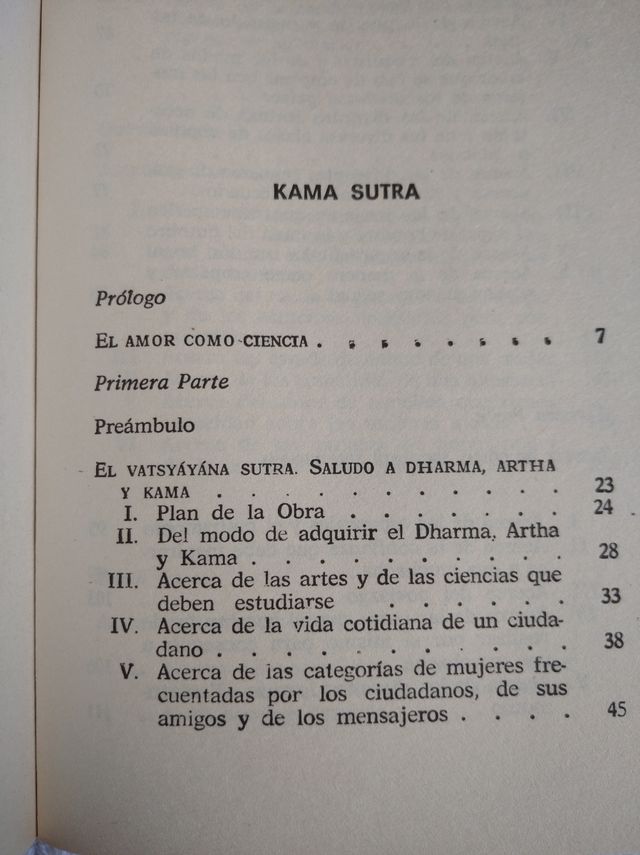 KAMA SUTRA
Prólogo
EL AMOR COMO CIENCIA . . . . . . . . 7
Primera Parte
Preámbulo
EL VATSYÁYÁNA SUTRA. SALUDO A DHARMA, ARTHA
Y KAMA . . . . . . . . . . . 23
I. Plan de la Obra . . . . . . . 24
II. Del modo de adquirir el Dharma, Artha
y Kama . . . . . . . . . . 28
III. Acerca de las artes y de las ciencias que
deben estudiarse . . . . . . 33
IV. Acerca de la vida cotidiana de un ciuda-
dano . . . . . . . . . . . 38
V. Acerca de las categorías de mujeres fre-
cuentadas por los ciudadanos, de sus
amigos y de los mensajeros . . . . 45